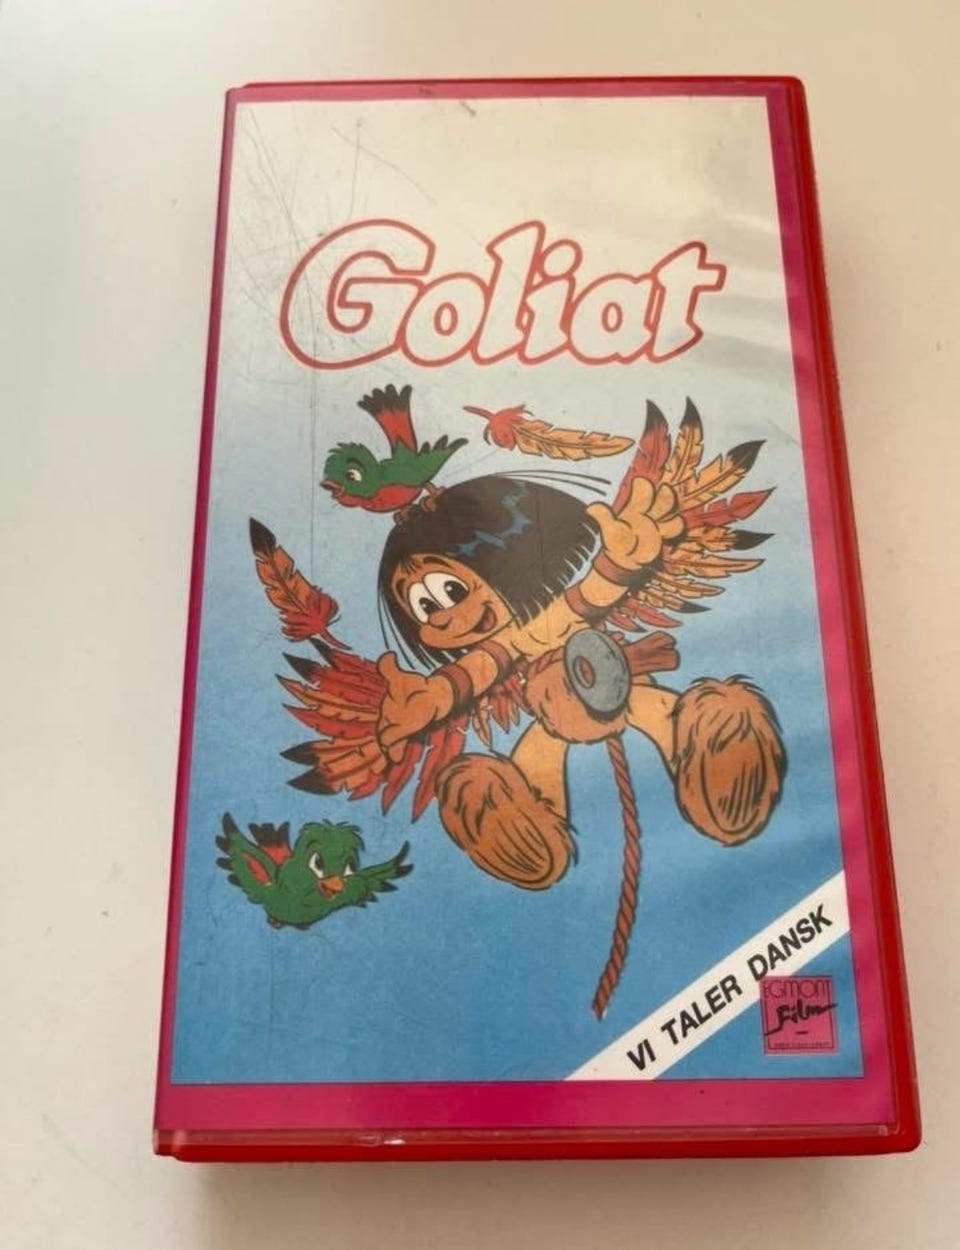 Goliat
VI TALER DANSK
EGMONT
Film